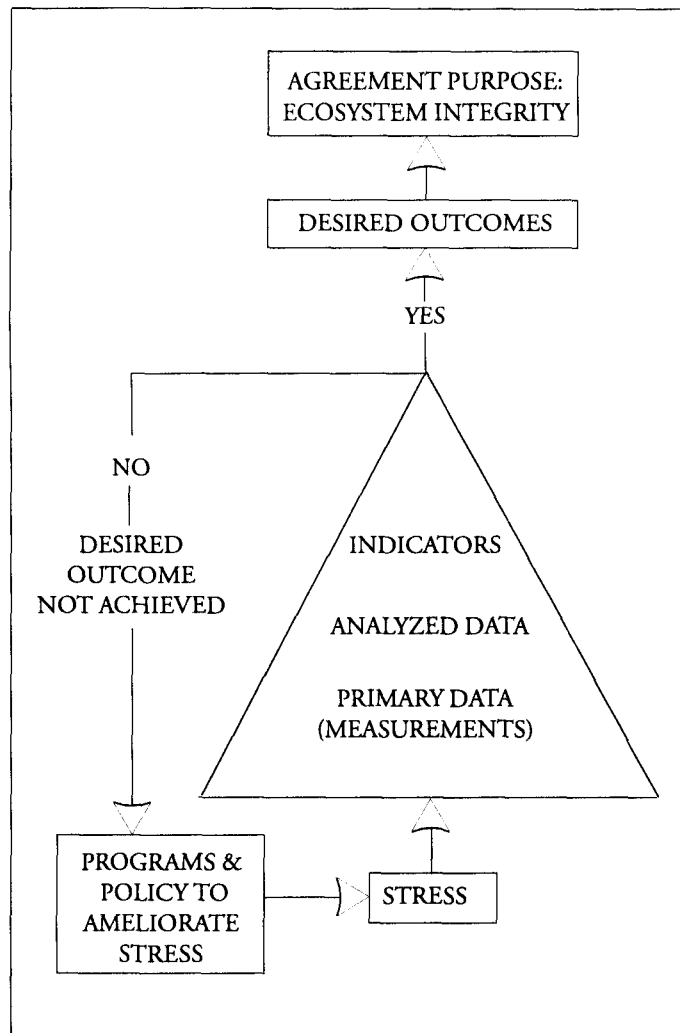 AGREEMENT PURPOSE:
ECOSYSTEM INTEGRITY
DESIRED OUTCOMES
YES
NO
DESIRED
OUTCOME
NOT ACHIEVED
INDICATORS
ANALYZED DATA
PRIMARY DATA
(MEASUREMENTS)
PROGRAMS &
POLICY TO
AMELIORATE
STRESS
STRESS